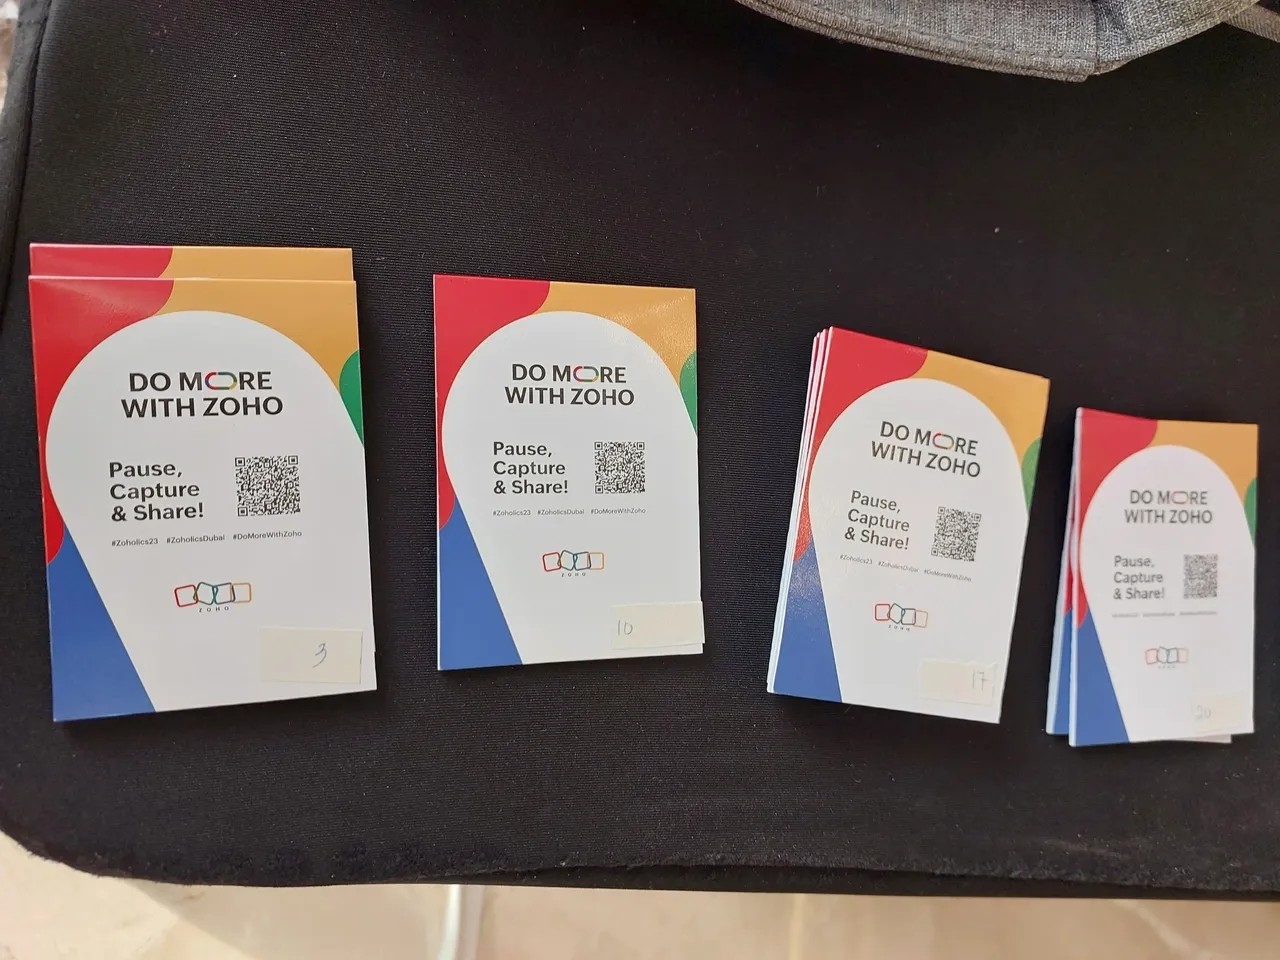 DO MORE
WITH ZOHO
Pause,
Capture
& Share!
#Zoholics23 #ZoholicsDubai #DoMoreWithZoho
ZOHO
3
DO MORE
WITH ZOHO
Pause,
Capture
& Share!
#Zoholics23 #ZoholicsDubai #DoMoreWithZoho
ZOHO
10
DO MORE
WITH ZOHO
Pause,
Capture
& Share!
#Zoholics23 #ZoholicsDubai #DoMoreWithZoho
ZOHO
17
DO MORE
WITH ZOHO
Pause,
Capture
& Share!
20